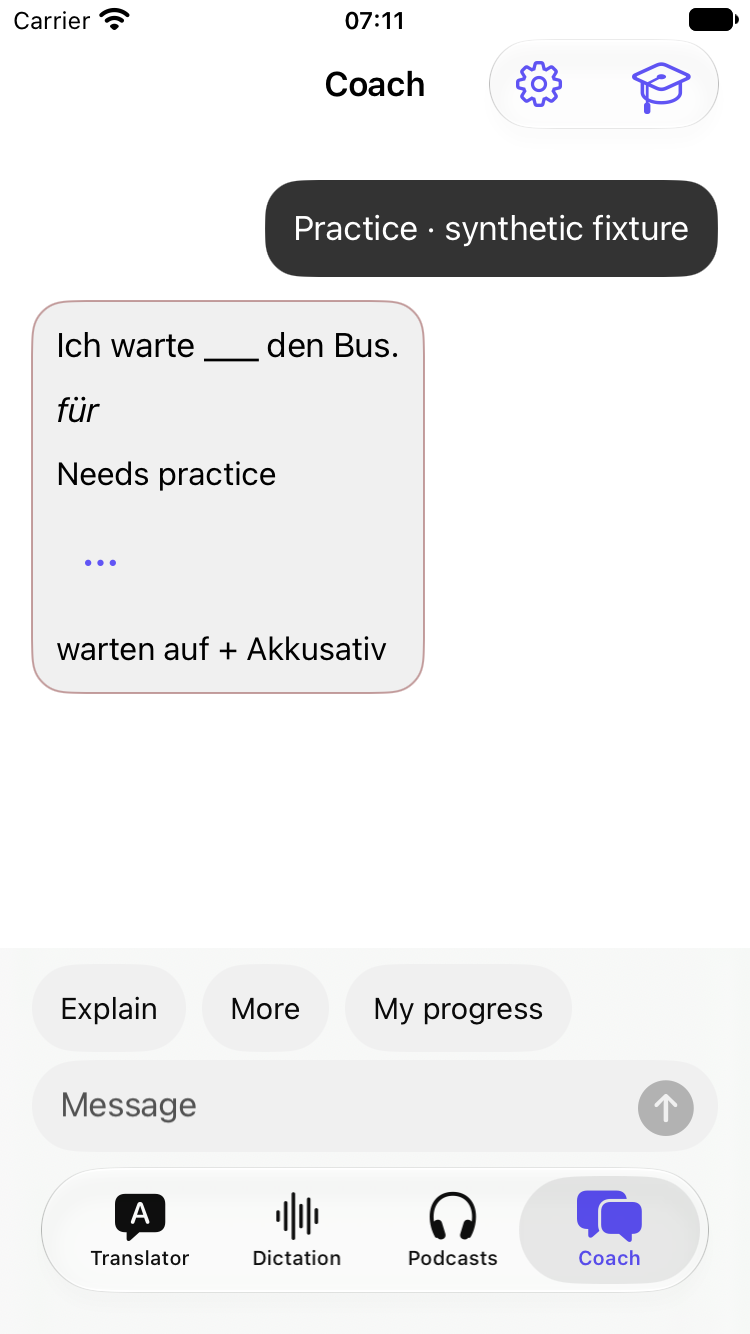 Carrier
07:11
Coach
Practice · synthetic fixture
Ich warte ___ den Bus.
für
Needs practice
...
warten auf + Akkusativ
Explain
More
My progress
Message
A
Translator
Dictation
Podcasts
Coach